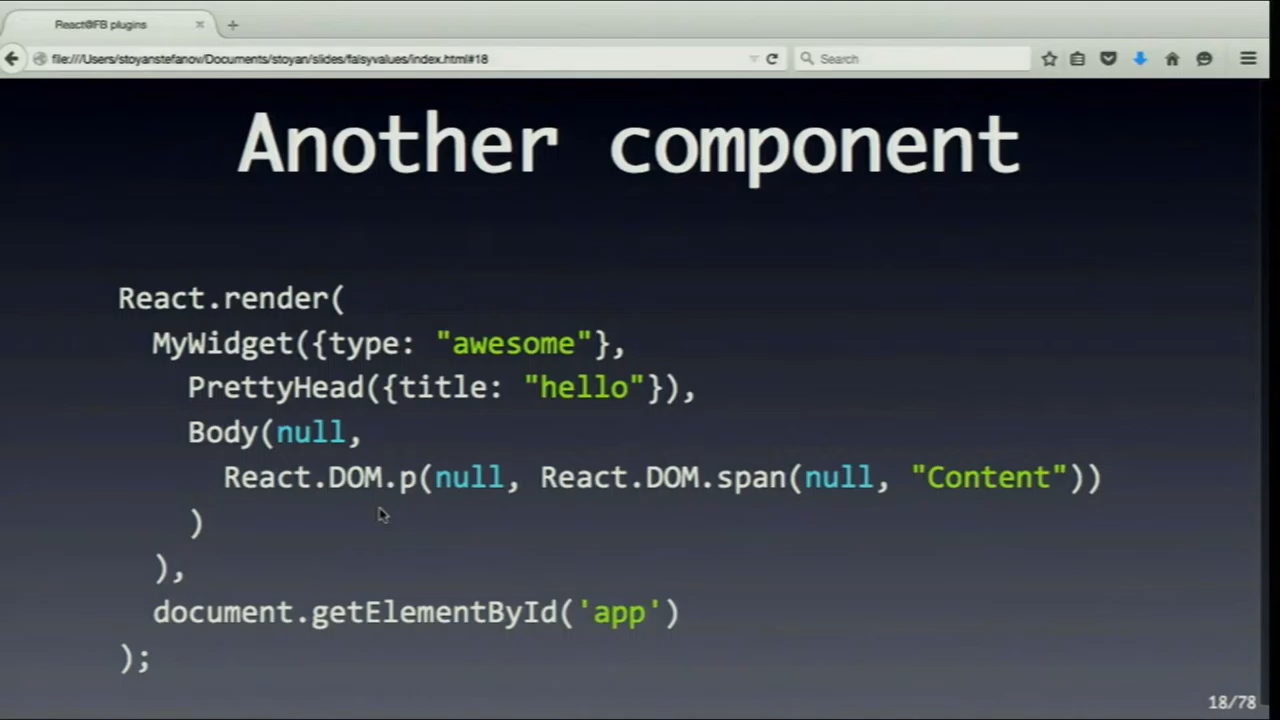 React@FB plugins
file:///Users/stoyanstefanov/Documents/stoyan/slides/falsyvalues/index.html#18
Search
Another component
React.render(
MyWidget({type: "awesome"},
PrettyHead({title: "hello"}),
Body(null,
React.DOM.p(null, React.DOM.span(null, "Content"))
)
),
document.getElementById('app')
);
18/78